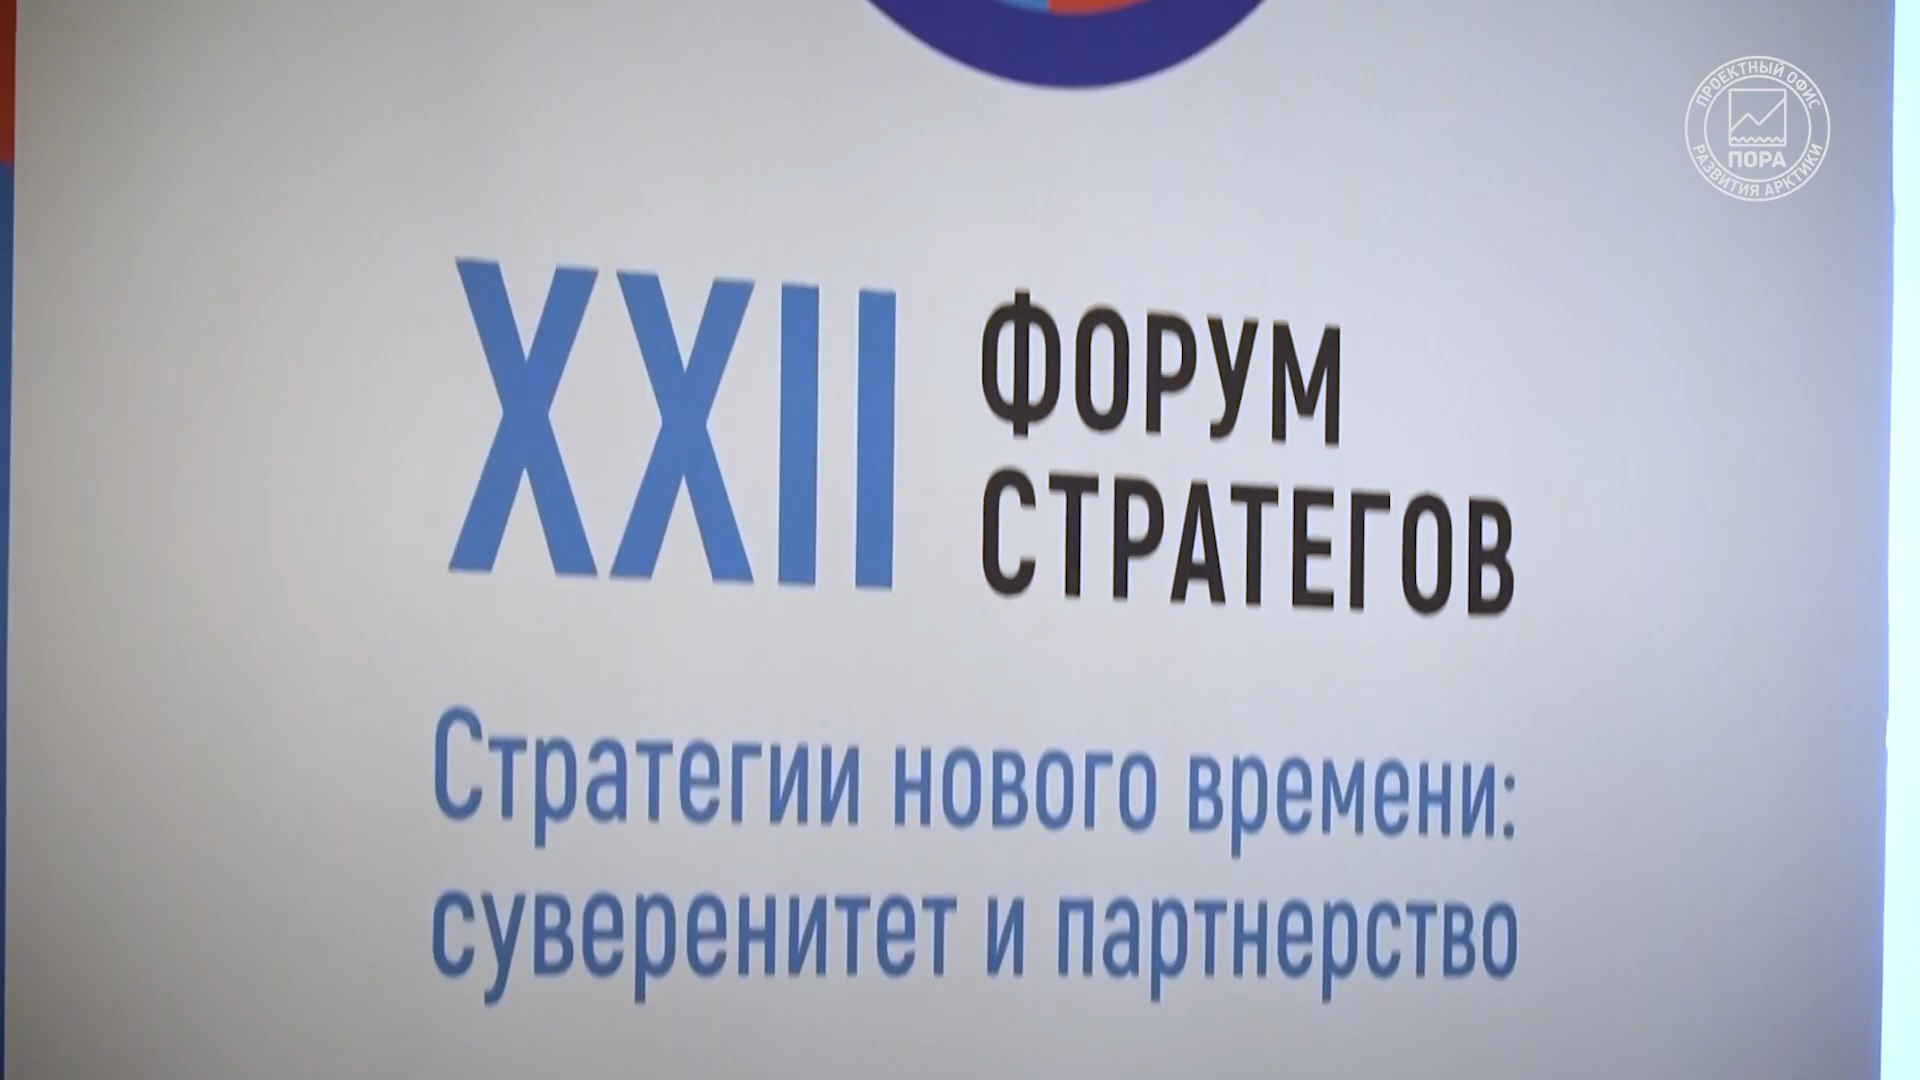 ПРОЕКТНЫЙ ОФИС
ПОРА
РАЗВИТИЯ АРКТИКИ
XXII ФОРУМ
СТРАТЕГОВ
Стратегии нового времени:
суверенитет и партнерство